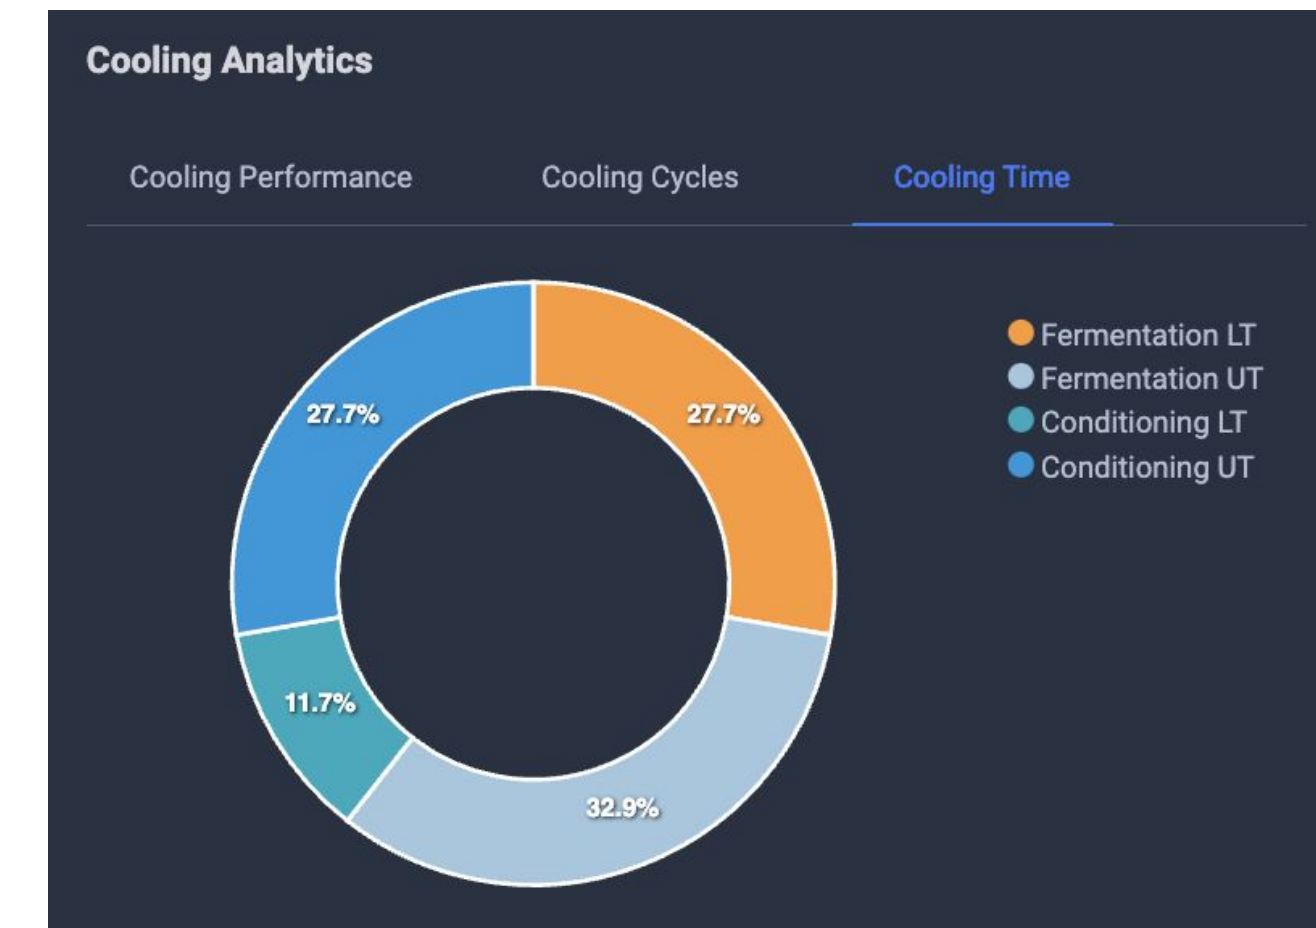 Cooling Analytics
Cooling Performance
Cooling Cycles
Cooling Time
27.7%
27.7%
11.7%
32.9%
Fermentation LT
Fermentation UT
Conditioning LT
Conditioning UT